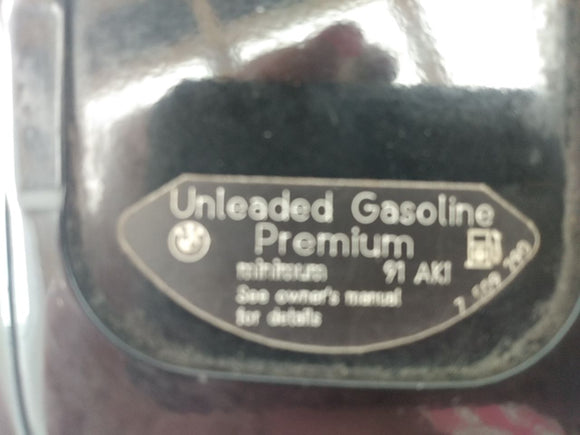 Unleaded Gasoline
Premium
minimum 91 AKI
See owner's manual
for details